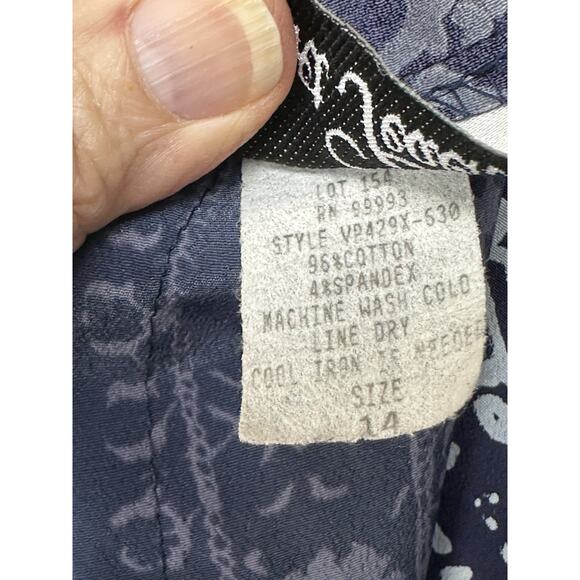 LOT 154
RN 99993
STYLE VP429X-630
96%COTTON
4%SPANDEX
MACHINE WASH COLD
LINE DRY
COOL IRON IF NEEDED
SIZE
14